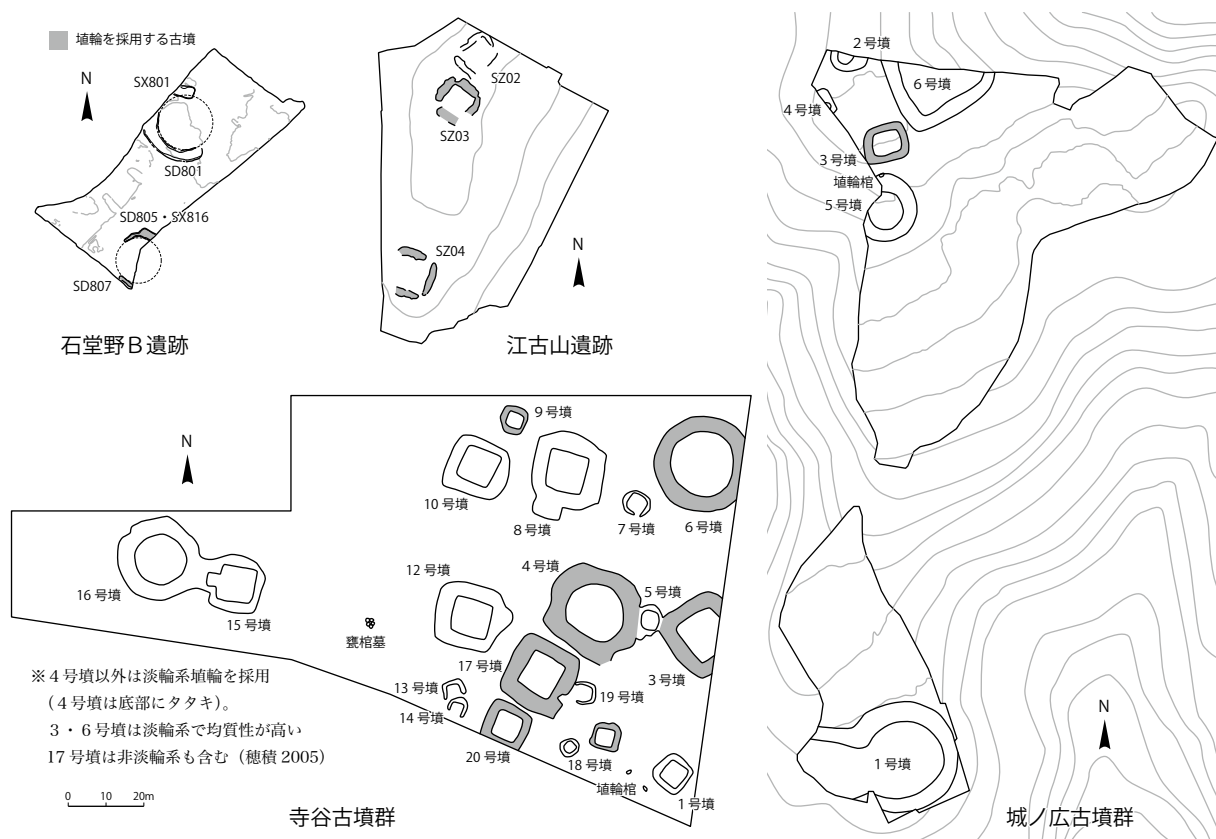 埴輪を採用する古墳
N
SX801
SD801
SD805・SX816
SD807
石堂野B遺跡
SZ02
SZ03
SZ04
N
江古山遺跡
2号墳
6号墳
4号墳
3号墳
埴輪棺
5号墳
1号墳
N
城ノ広古墳群
N
9号墳
10号墳
8号墳
7号墳
6号墳
16号墳
15号墳
12号墳
4号墳
5号墳
甕棺墓
17号墳
3号墳
13号墳
14号墳
19号墳
20号墳
18号墳
埴輪棺
1号墳
※4号墳以外は淡輪系埴輪を採用
(4号墳は底部にタタキ)。
3・6号墳は淡輪系で均質性が高い
17号墳は非淡輪系も含む(穂積 2005)
0 10 20m
寺谷古墳群